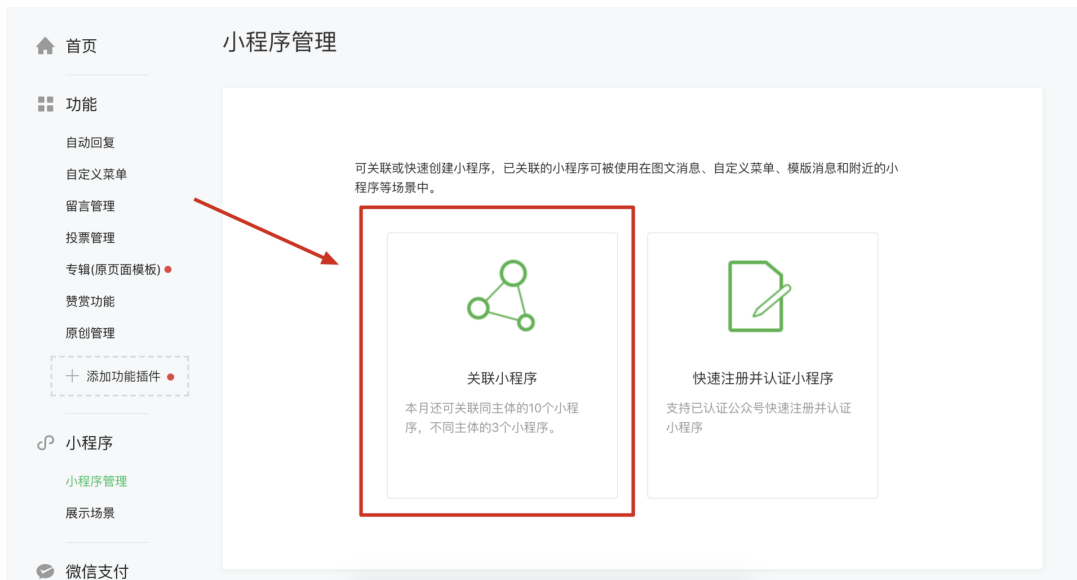 首页
功能
自动回复
自定义菜单
留言管理
投票管理
专辑(原页面模板)
赞赏功能
原创管理
添加功能插件
小程序
小程序管理
展示场景
微信支付
小程序管理
可关联或快速创建小程序，已关联的小程序可被使用在图文消息、自定义菜单、模版消息和附近的小
程序等场景中。
关联小程序
本月还可关联同主体的10个小程
序，不同主体的3个小程序。
快速注册并认证小程序
支持已认证公众号快速注册并认证
小程序